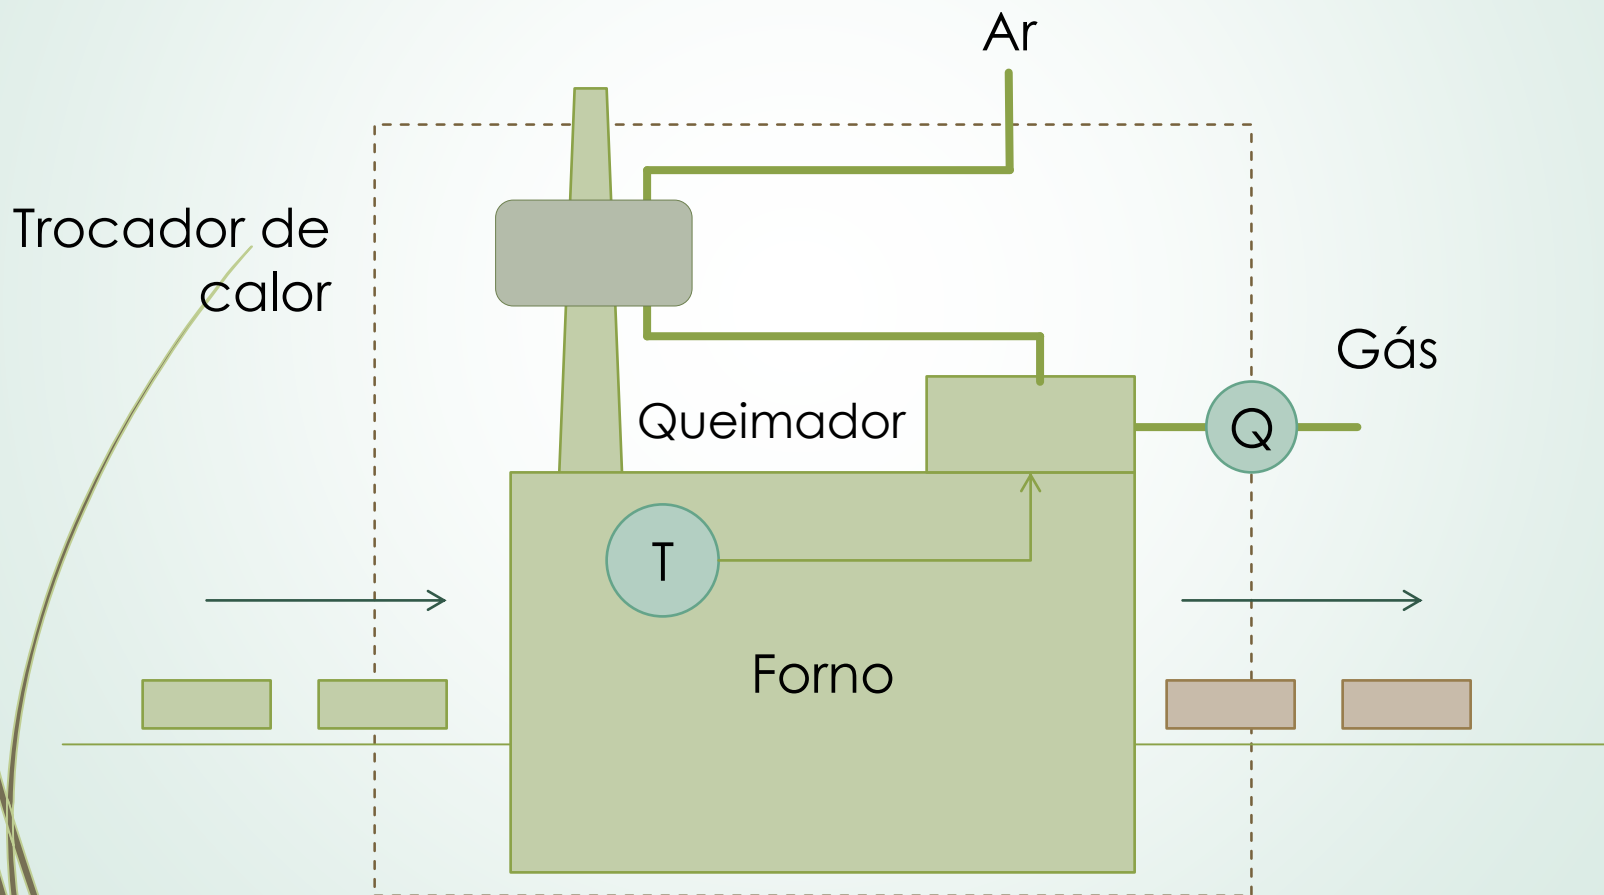 Ar
Trocador de
calor
Gás
Queimador
Q
T
Forno